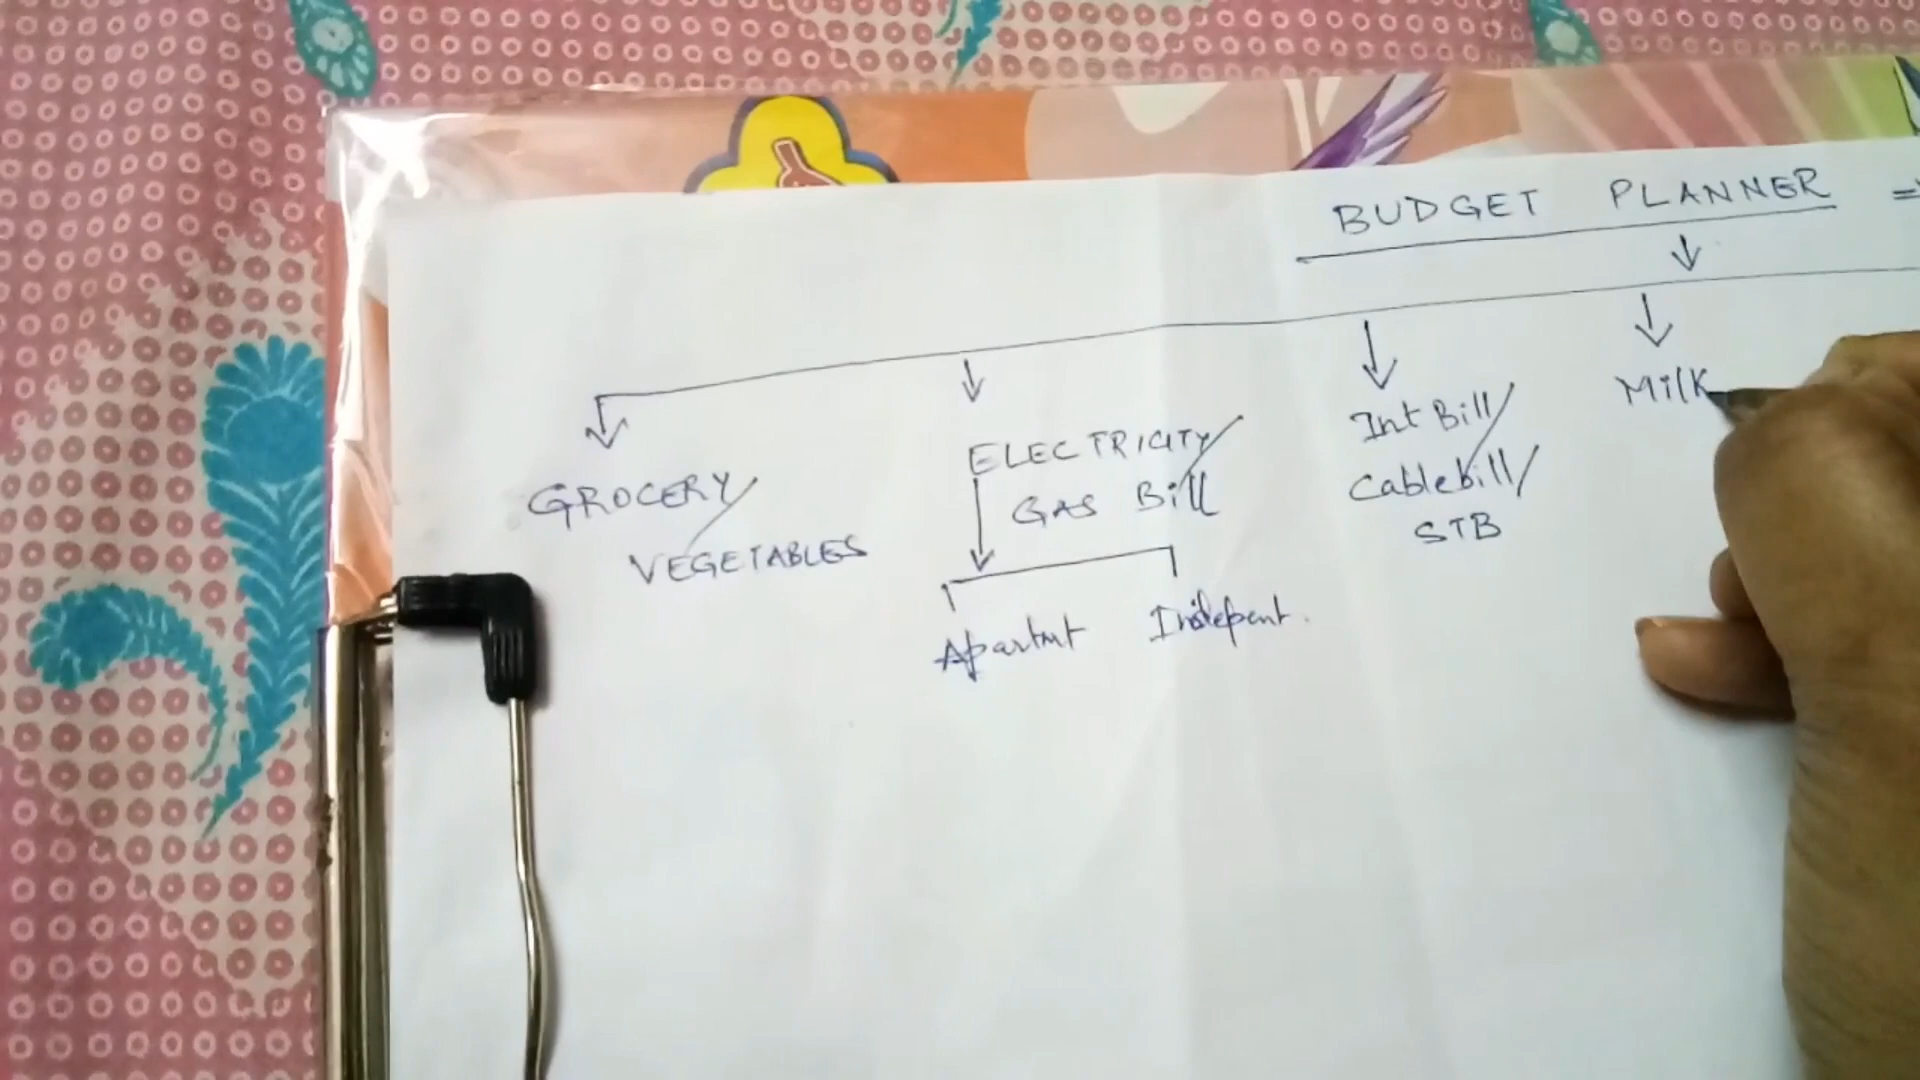 BUDGET PLANNER =
GROCERY/
VEGETABLES
ELECTRICITY/
GAS Bill
Apartmt Indepent.
Int Bill/
Cablebill/
STB
Milk